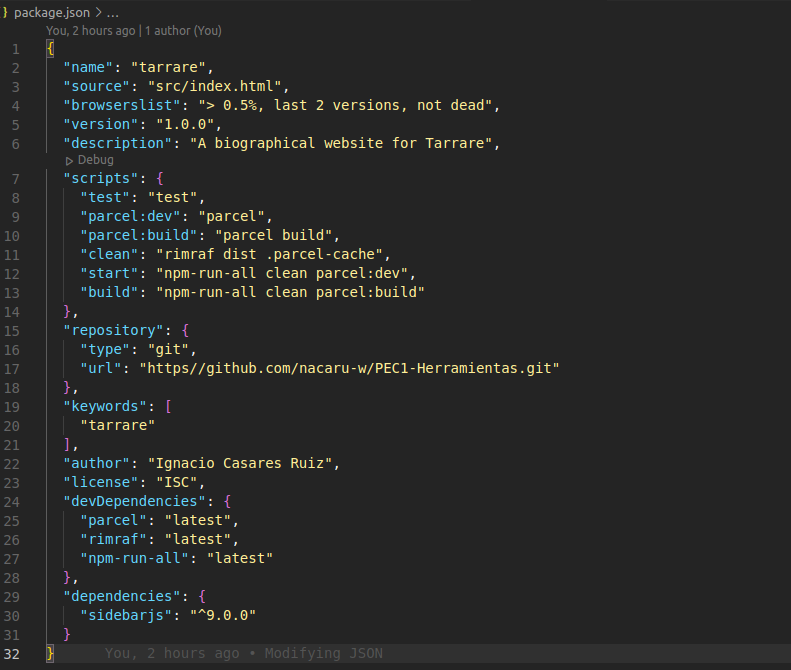 } package.json > ...
You, 2 hours ago | 1 author (You)
1 {
2 "name": "tarrare",
3 "source": "src/index.html",
4 "browserslist": "> 0.5%, last 2 versions, not dead",
5 "version": "1.0.0",
6 "description": "A biographical website for Tarrare",
Debug
7 "scripts": {
8 "test": "test",
9 "parcel:dev": "parcel",
10 "parcel:build": "parcel build",
11 "clean": "rimraf dist .parcel-cache",
12 "start": "npm-run-all clean parcel:dev",
13 "build": "npm-run-all clean parcel:build"
14 },
15 "repository": {
16 "type": "git",
17 "url": "https//github.com/nacaru-w/PEC1-Herramientas.git"
18 },
19 "keywords": [
20 "tarrare"
21 ],
22 "author": "Ignacio Casares Ruiz",
23 "license": "ISC",
24 "devDependencies": {
25 "parcel": "latest",
26 "rimraf": "latest",
27 "npm-run-all": "latest"
28 },
29 "dependencies": {
30 "sidebarjs": "^9.0.0"
31 }
32 } You, 2 hours ago • Modifying JSON